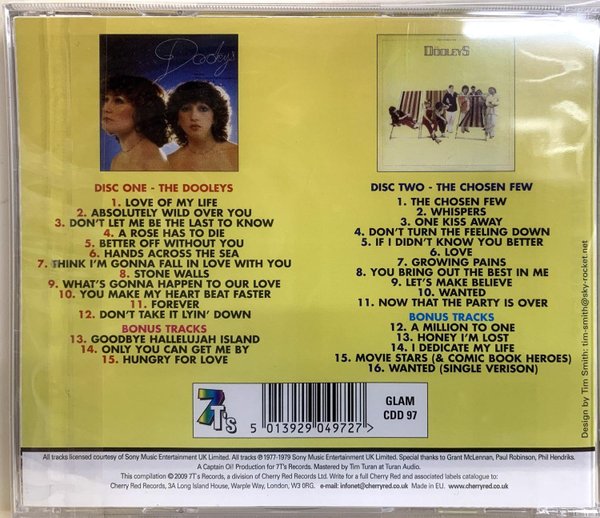 Dooleys
THE DOOLEYS
DISC ONE - THE DOOLEYS
1. LOVE OF MY LIFE
2. ABSOLUTELY WILD OVER YOU
3. DON'T LET ME BE THE LAST TO KNOW
4. A ROSE HAS TO DIE
5. BETTER OFF WITHOUT YOU
6. HANDS ACROSS THE SEA
7. THINK I'M GONNA FALL IN LOVE WITH YOU
8. STONE WALLS
9. WHAT'S GONNA HAPPEN TO OUR LOVE
10. YOU MAKE MY HEART BEAT FASTER
11. FOREVER
12. DON'T TAKE IT LYIN' DOWN
BONUS TRACKS
13. GOODBYE HALLELUJAH ISLAND
14. ONLY YOU CAN GET ME BY
15. HUNGRY FOR LOVE
DISC TWO - THE CHOSEN FEW
1. THE CHOSEN FEW
2. WHISPERS
3. ONE KISS AWAY
4. DON'T TURN THE FEELING DOWN
5. IF I DIDN'T KNOW YOU BETTER
6. LOVE
7. GROWING PAINS
8. YOU BRING OUT THE BEST IN ME
9. LET'S MAKE BELIEVE
10. WANTED
11. NOW THAT THE PARTY IS OVER
BONUS TRACKS
12. A MILLION TO ONE
13. HONEY I'M LOST
14. I DEDICATE MY LIFE
15. MOVIE STARS (& COMIC BOOK HEROES)
16. WANTED (SINGLE VERISON)
Design by Tim Smith: tim-smith@sky-rocket.net
7T's
5 013929 049727
GLAM
CDD 97
All tracks licensed courtesy of Sony Music Entertainment UK Limited. All tracks ℗ 1977-1979 Sony Music Entertainment UK Limited. Special thanks to Grant McLennan, Paul Robinson, Phil Hendriks.
A Captain Oi! Production for 7T's Records. Mastered by Tim Turan at Turan Audio.
This compilation © 2009 7T's Records, a division of Cherry Red Records Ltd. Write for a full Cherry Red and associated labels catalogue to:
Cherry Red Records, 3A Long Island House, Warple Way, London, W3 0RG. e-mail: infonet@cherryred.co.uk Made in EU. www.cherryred.co.uk